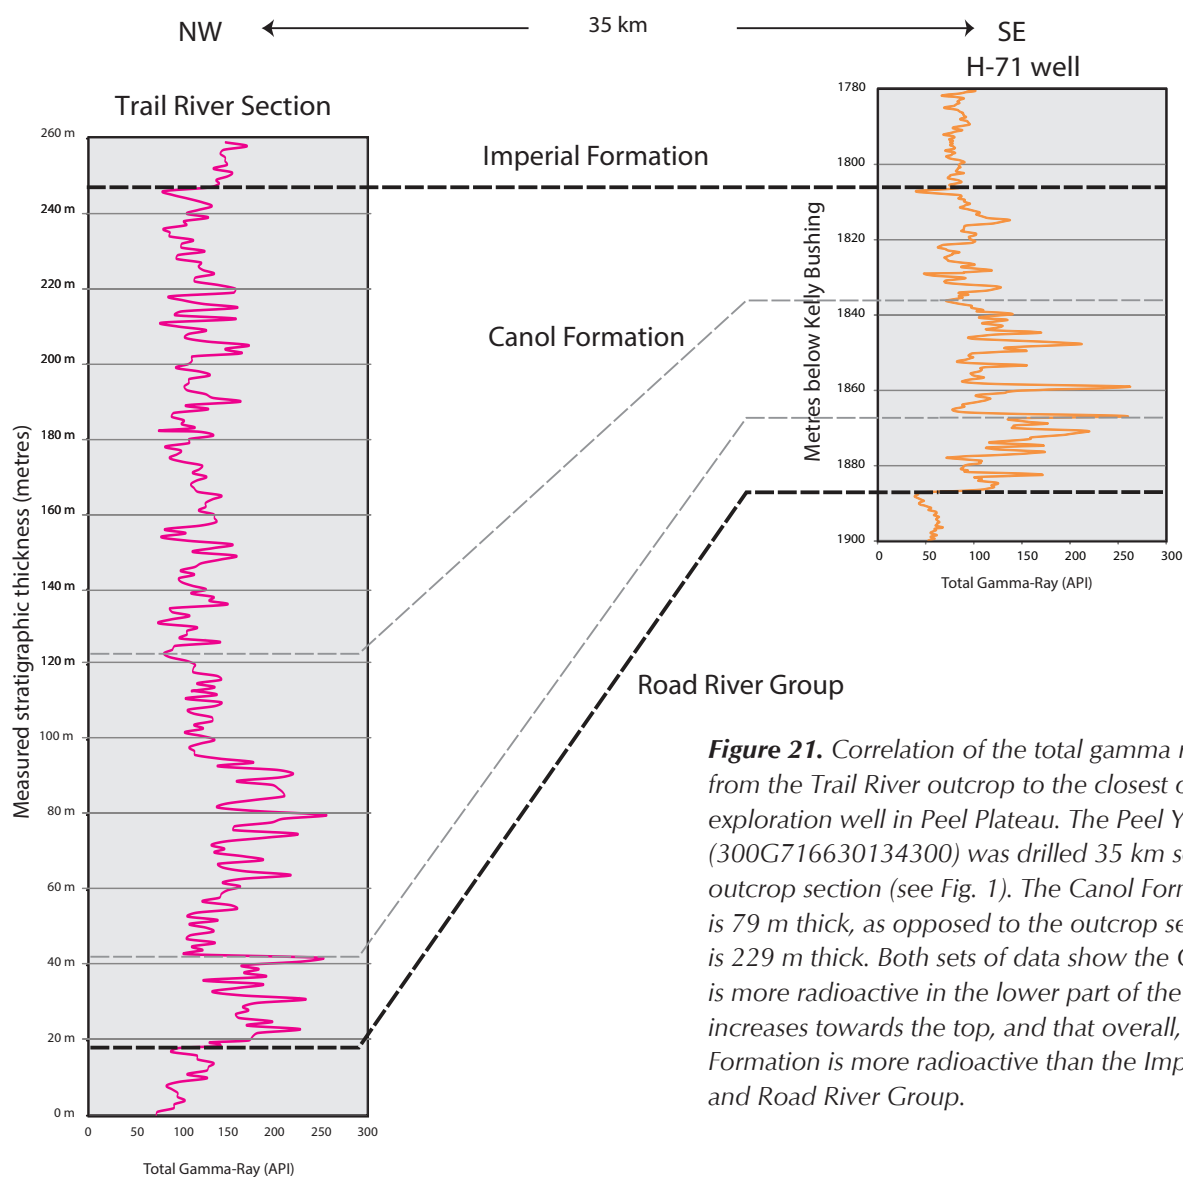 NW
35 km
SE
H-71 well
Trail River Section
260 m
240 m
220 m
200 m
180 m
160 m
140 m
120 m
100 m
80 m
60 m
40 m
20 m
0 m
Measured stratigraphic thickness (metres)
0 50 100 150 200 250 300
Total Gamma-Ray (API)
Imperial Formation
Canol Formation
Road River Group
1780
1800
1820
1840
1860
1880
1900
Metres below Kelly Bushing
0 50 100 150 200 250 300
Total Gamma-Ray (API)
Figure 21. Correlation of the total gamma
from the Trail River outcrop to the closest
exploration well in Peel Plateau. The Peel
(300G716630134300) was drilled 35 km
outcrop section (see Fig. 1). The Canol
is 79 m thick, as opposed to the outcrop
is 229 m thick. Both sets of data show the
is more radioactive in the lower part of the
increases towards the top, and that overall,
Formation is more radioactive than the
and Road River Group.